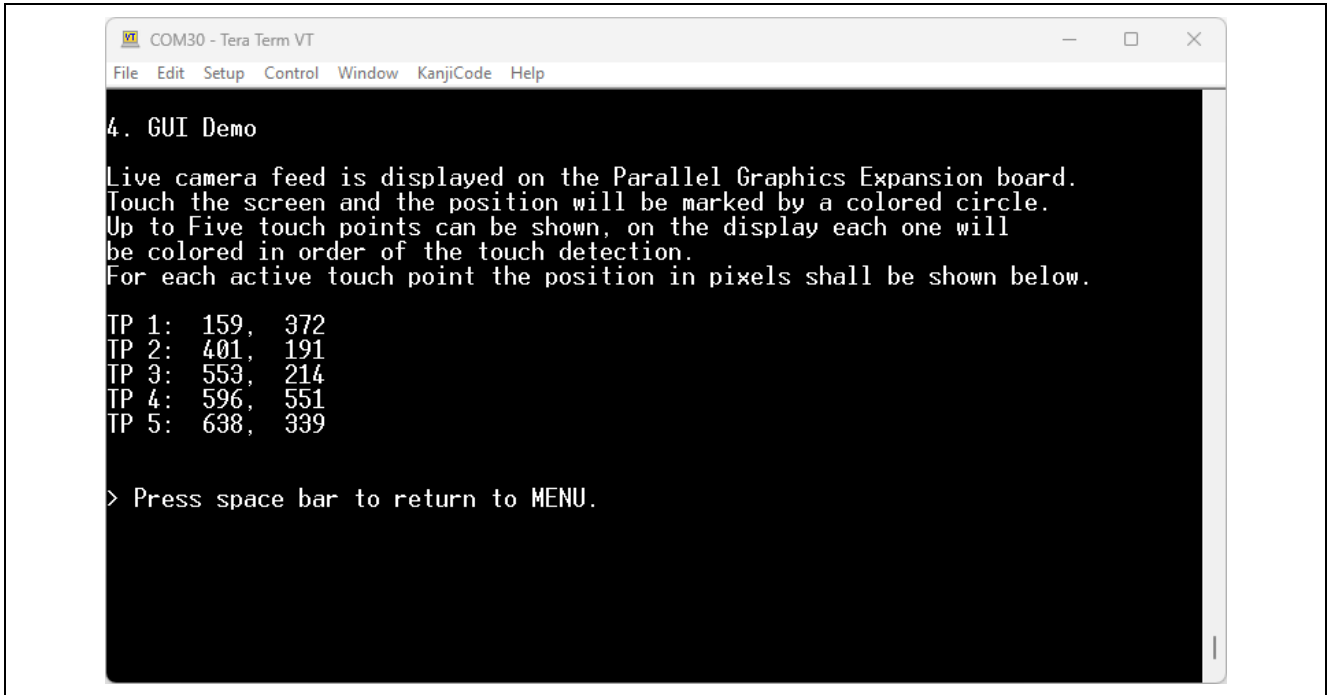 COM30 - Tera Term VT
File Edit Setup Control Window KanjiCode Help
4. GUI Demo
Live camera feed is displayed on the Parallel Graphics Expansion board.
Touch the screen and the position will be marked by a colored circle.
Up to Five touch points can be shown, on the display each one will
be colored in order of the touch detection.
For each active touch point the position in pixels shall be shown below.
TP 1: 159, 372
TP 2: 401, 191
TP 3: 553, 214
TP 4: 596, 551
TP 5: 638, 339
> Press space bar to return to MENU.